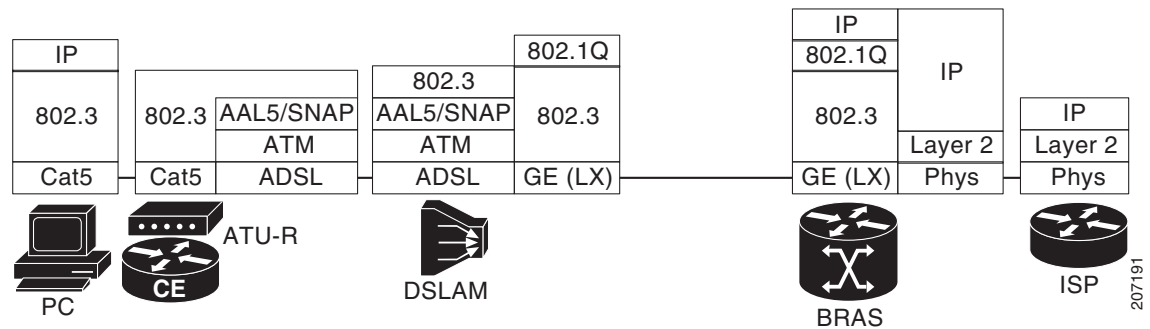 IP
802.3
Cat5
802.3
Cat5
AAL5/SNAP
ATM
ADSL
802.3
AAL5/SNAP
ATM
ADSL
802.1Q
802.3
GE (LX)
IP
802.1Q
802.3
GE (LX)
IP
Layer 2
Phys
IP
Layer 2
Phys
PC
CE
ATU-R
DSLAM
BRAS
ISP
207191